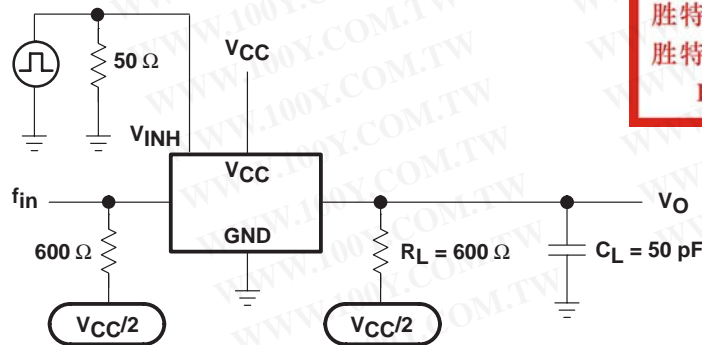 胜特
胜特
50 Ω
VCC
VINH
VCC
fin
GND
VO
600 Ω
RL = 600 Ω
CL = 50 pF
VCC/2
VCC/2
WWW.100Y.COM.TW